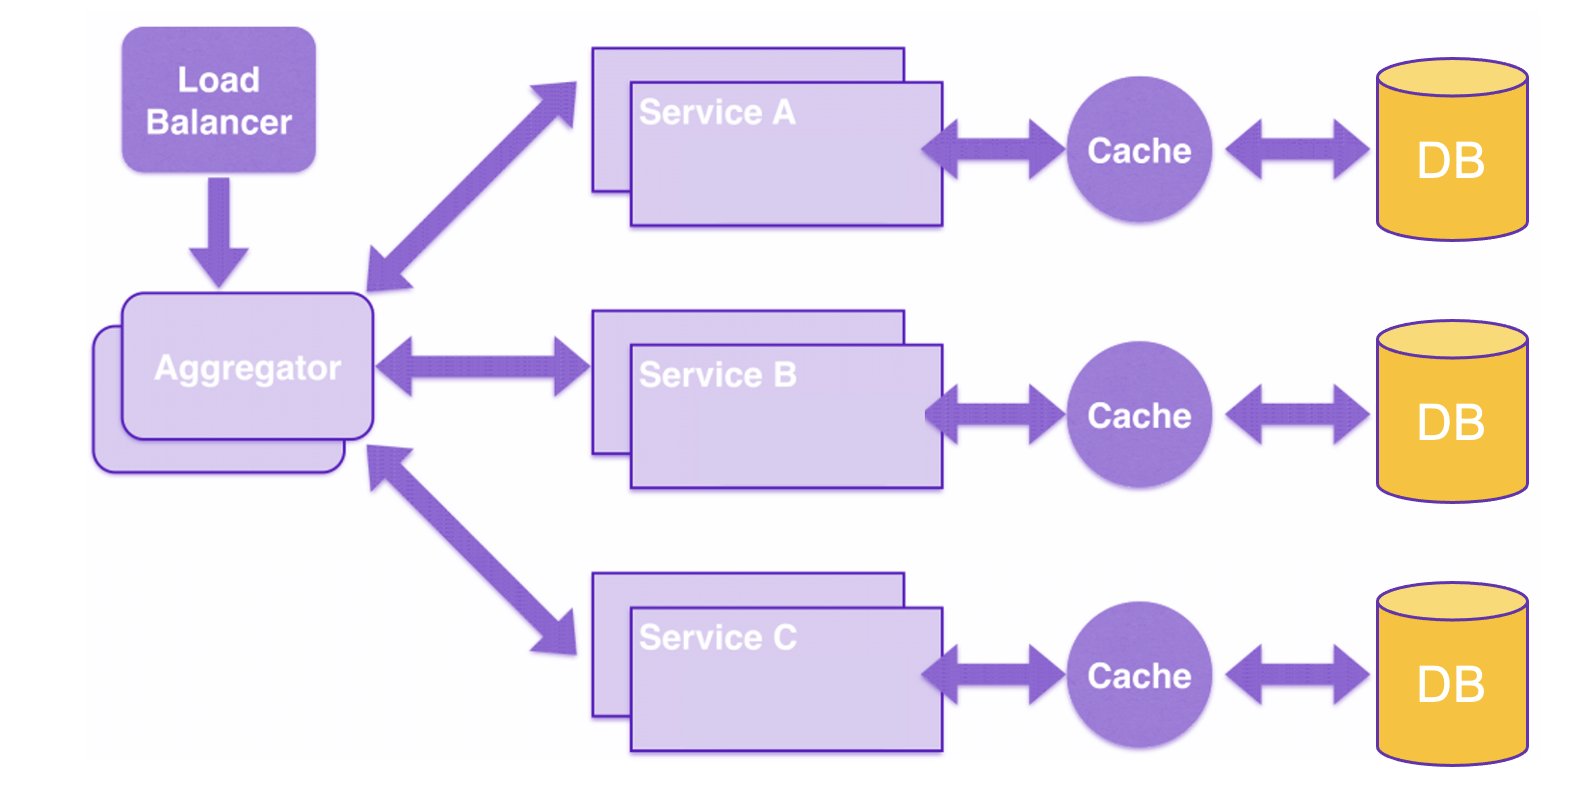 Load
Balancer
Aggregator
Service A
Cache
DB
Service B
Cache
DB
Service C
Cache
DB